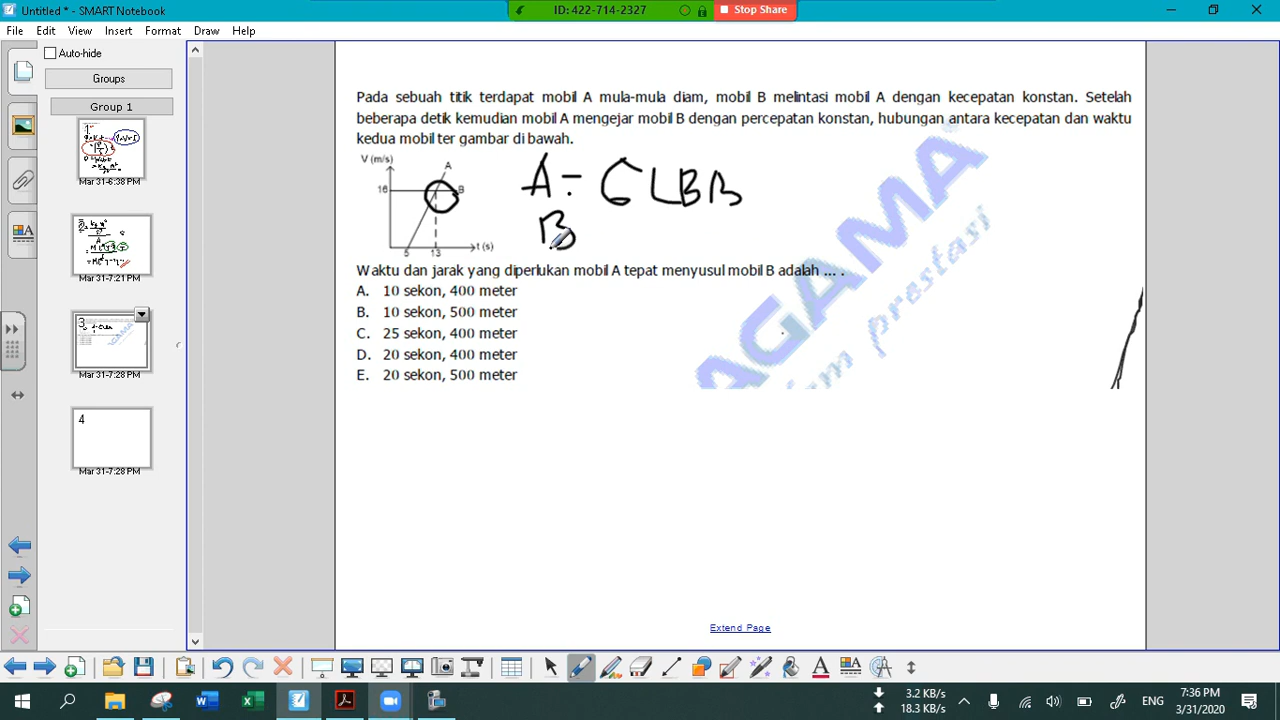 Untitled * - SMART Notebook
ID: 422-714-2327
Stop Share
File Edit View Insert Format Draw Help
Auto-hide
Groups
Group 1
1
Mar 31-6:38 PM
Mar 31-7:21 PM
3
Mar 31-7:28 PM
4
Mar 31-7:28 PM
Pada sebuah titik terdapat mobil A mula-mula diam, mobil B melintasi mobil A dengan kecepatan konstan. Setelah
beberapa detik kemudian mobil A mengejar mobil B dengan percepatan konstan, hubungan antara kecepatan dan waktu
kedua mobil ter gambar di bawah.
V (m/s)
A
16
B
5
13
t (s)
A = GLBB
B
Waktu dan jarak yang diperlukan mobil A tepat menyusul mobil B adalah ... .
A. 10 sekon, 400 meter
B. 10 sekon, 500 meter
C. 25 sekon, 400 meter
D. 20 sekon, 400 meter
E. 20 sekon, 500 meter
AGAMA
prestasi
Extend Page
3.2 KB/s
18.3 KB/s
ENG
7:36 PM
3/31/2020